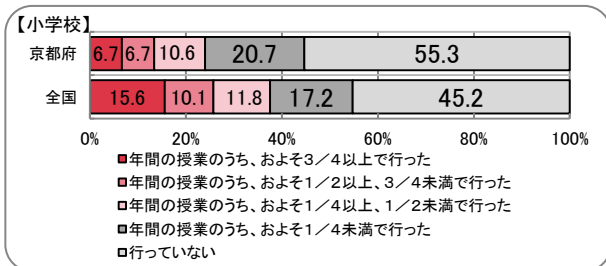 【小学校】
京都府 6.7 6.7 10.6 20.7 55.3
全国 15.6 10.1 11.8 17.2 45.2
0% 20% 40% 60% 80% 100%
■年間の授業のうち、およそ3/4以上で行った
■年間の授業のうち、およそ1/2以上、3/4未満で行った
■年間の授業のうち、およそ1/4以上、1/2未満で行った
■年間の授業のうち、およそ1/4未満で行った
□行っていない